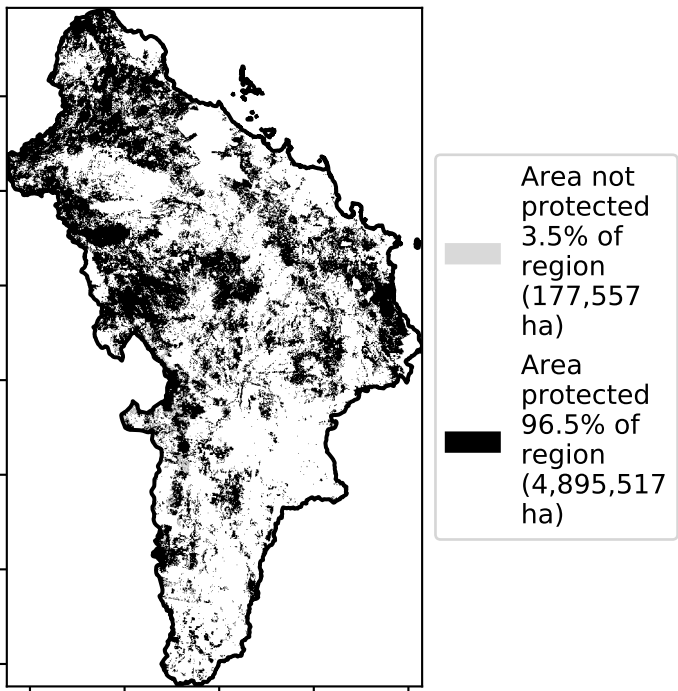 Area not
protected
3.5% of
region
(177,557
ha)
Area
protected
96.5% of
region
(4,895,517
ha)